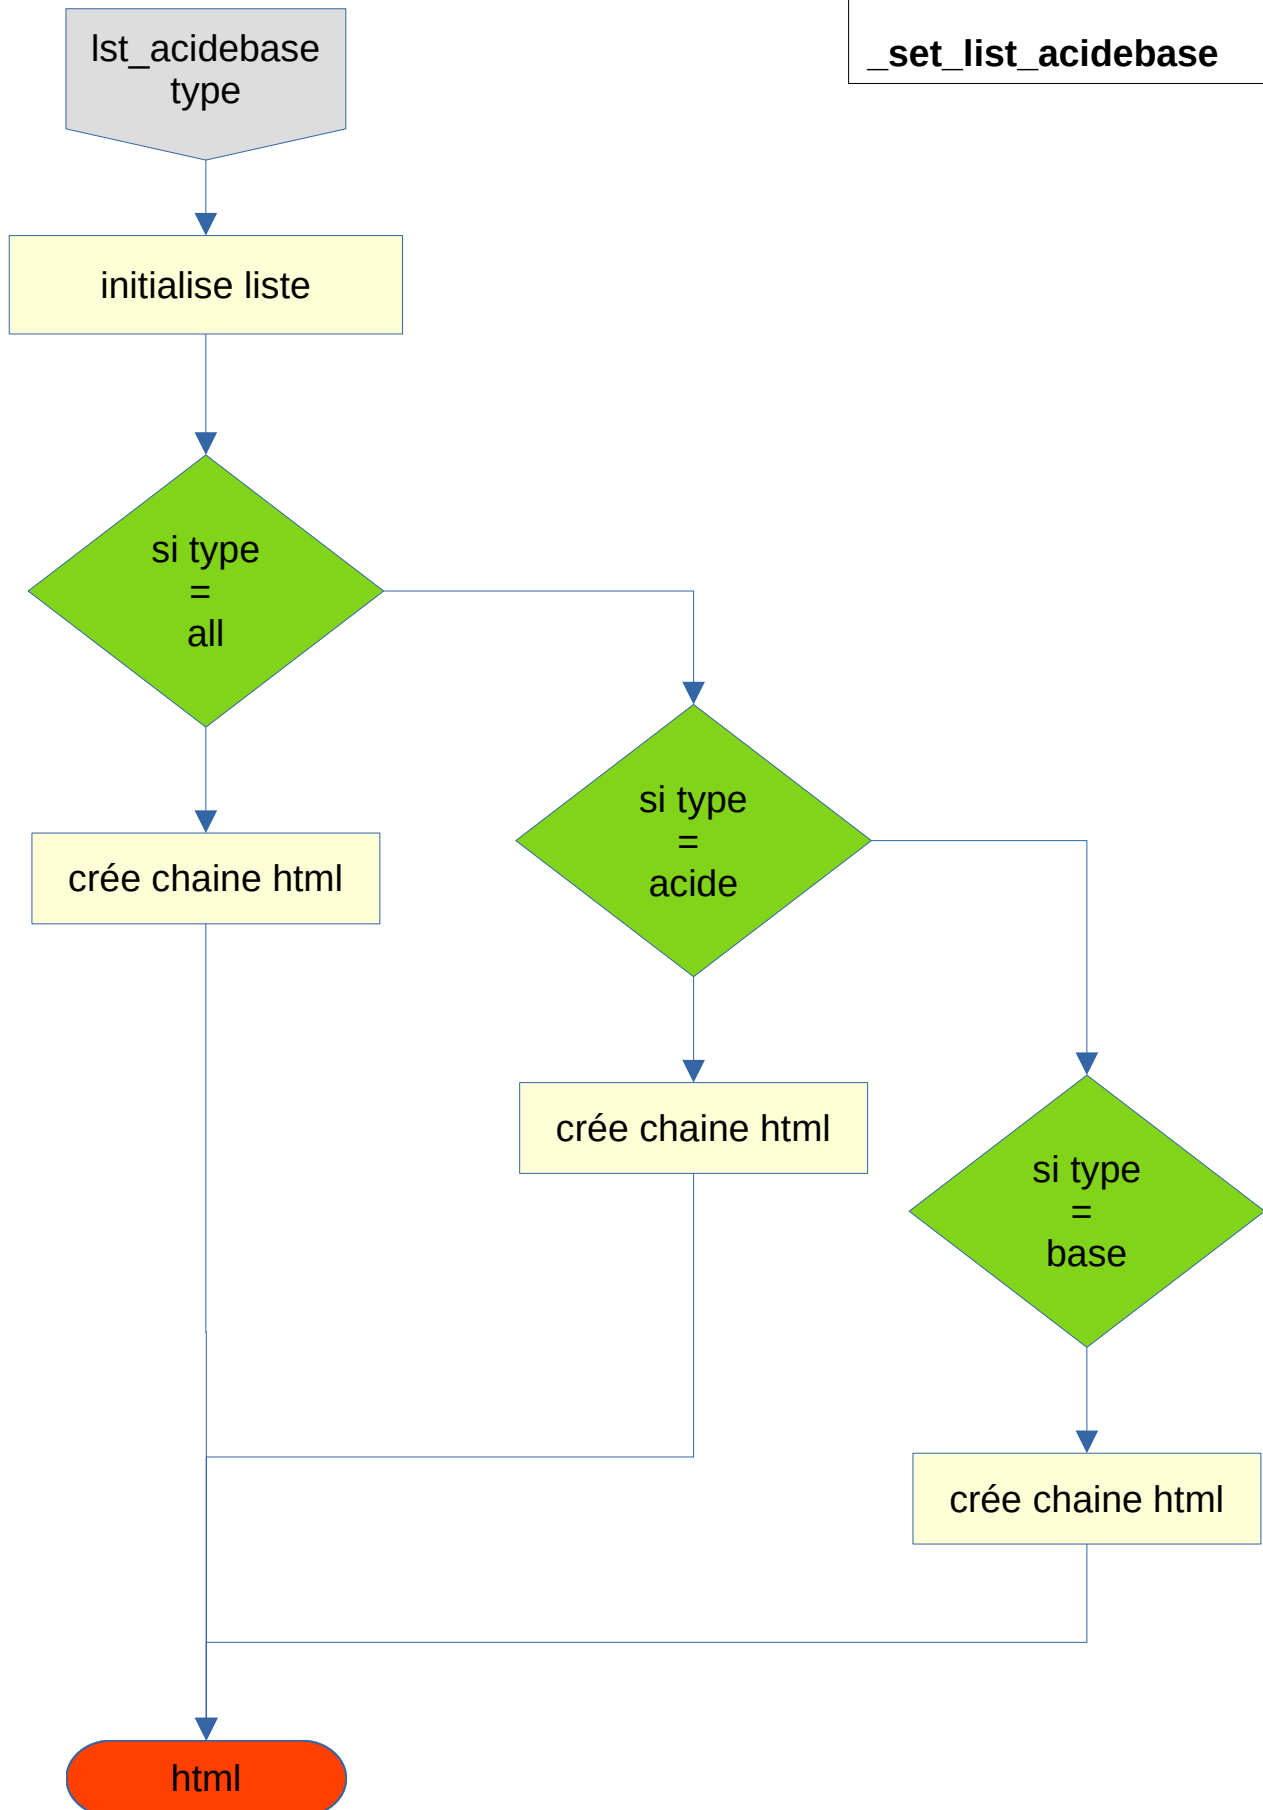 lst_acidebase
type
_set_list_acidebase
initialise liste
si type
=
all
si type
=
acide
crée chaine html
crée chaine html
si type
=
base
crée chaine html
html